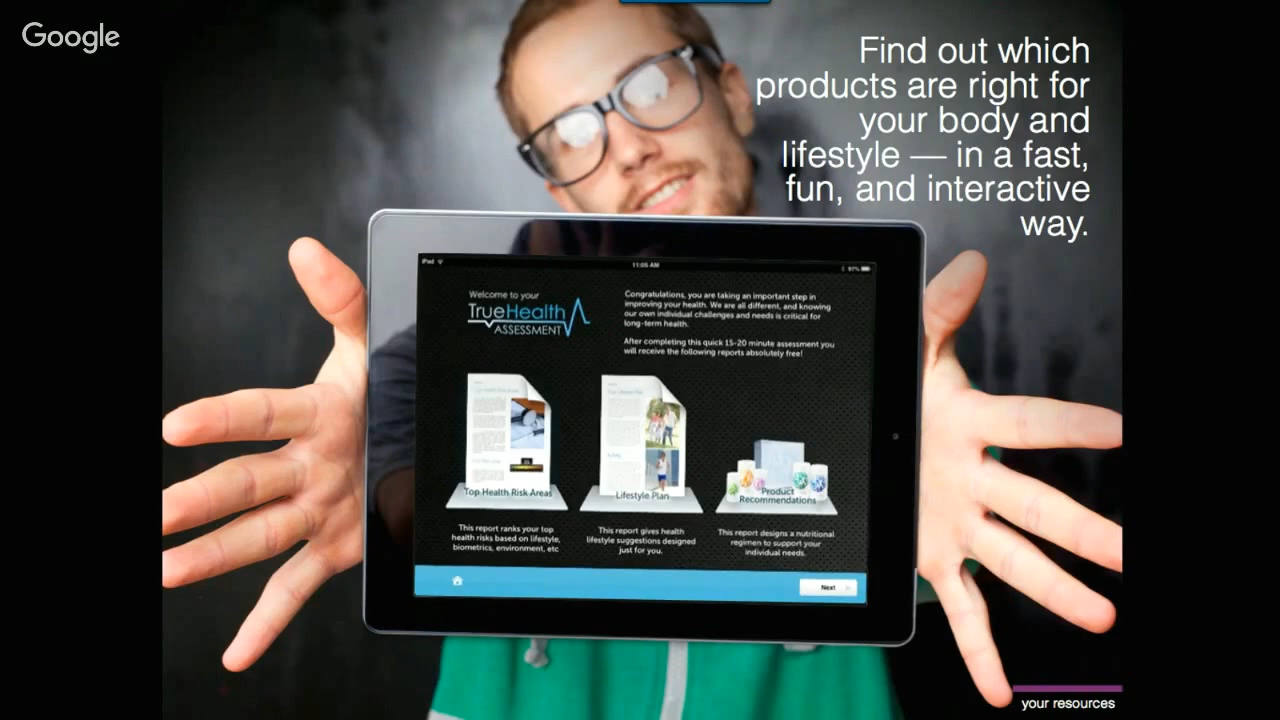 Google
Find out which
products are right for
your body and
lifestyle — in a fast,
fun, and interactive
way.
iPad
11:05 AM
97%
Welcome to your
TrueHealth
ASSESSMENT
Congratulations, you are taking an important step in
improving your health. We are all different, and knowing
our own individual challenges and needs is critical for
long-term health.
After completing this quick 15-20 minute assessment you
will receive the following reports absolutely free!
Top Health Risk Areas
Lifestyle Plan
Product
Recommendations
This report ranks your top
health risks based on lifestyle,
biometrics, environment, etc
This report gives health
lifestyle suggestions designed
just for you.
This report designs a nutritional
regimen to support your
individual needs.
Next
your resources